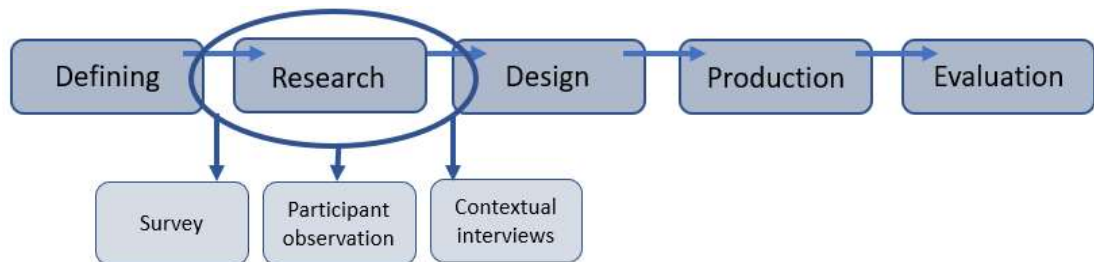 Defining
Research
Design
Production
Evaluation
Survey
Participant
observation
Contextual
interviews